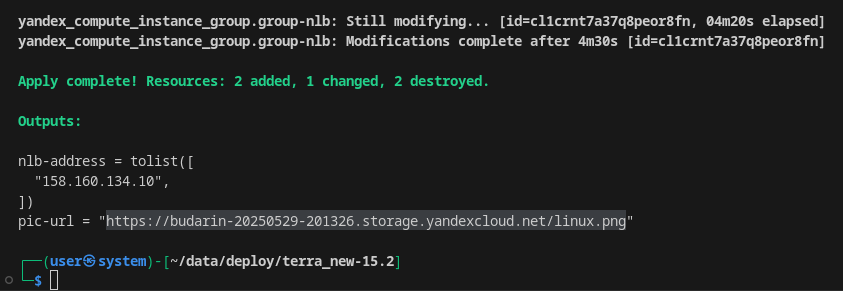 yandex_compute_instance_group.group-nlb: Still modifying... [id=cl1crnt7a37q8peor8fn, 04m20s elapsed]
yandex_compute_instance_group.group-nlb: Modifications complete after 4m30s [id=cl1crnt7a37q8peor8fn]
Apply complete! Resources: 2 added, 1 changed, 2 destroyed.
Outputs:
nlb-address = tolist([
  "158.160.134.10",
])
pic-url = "https://budarin-20250529-201326.storage.yandexcloud.net/linux.png"
┌──(user㉿system)-[~/data/deploy/terra_new-15.2]
└─$